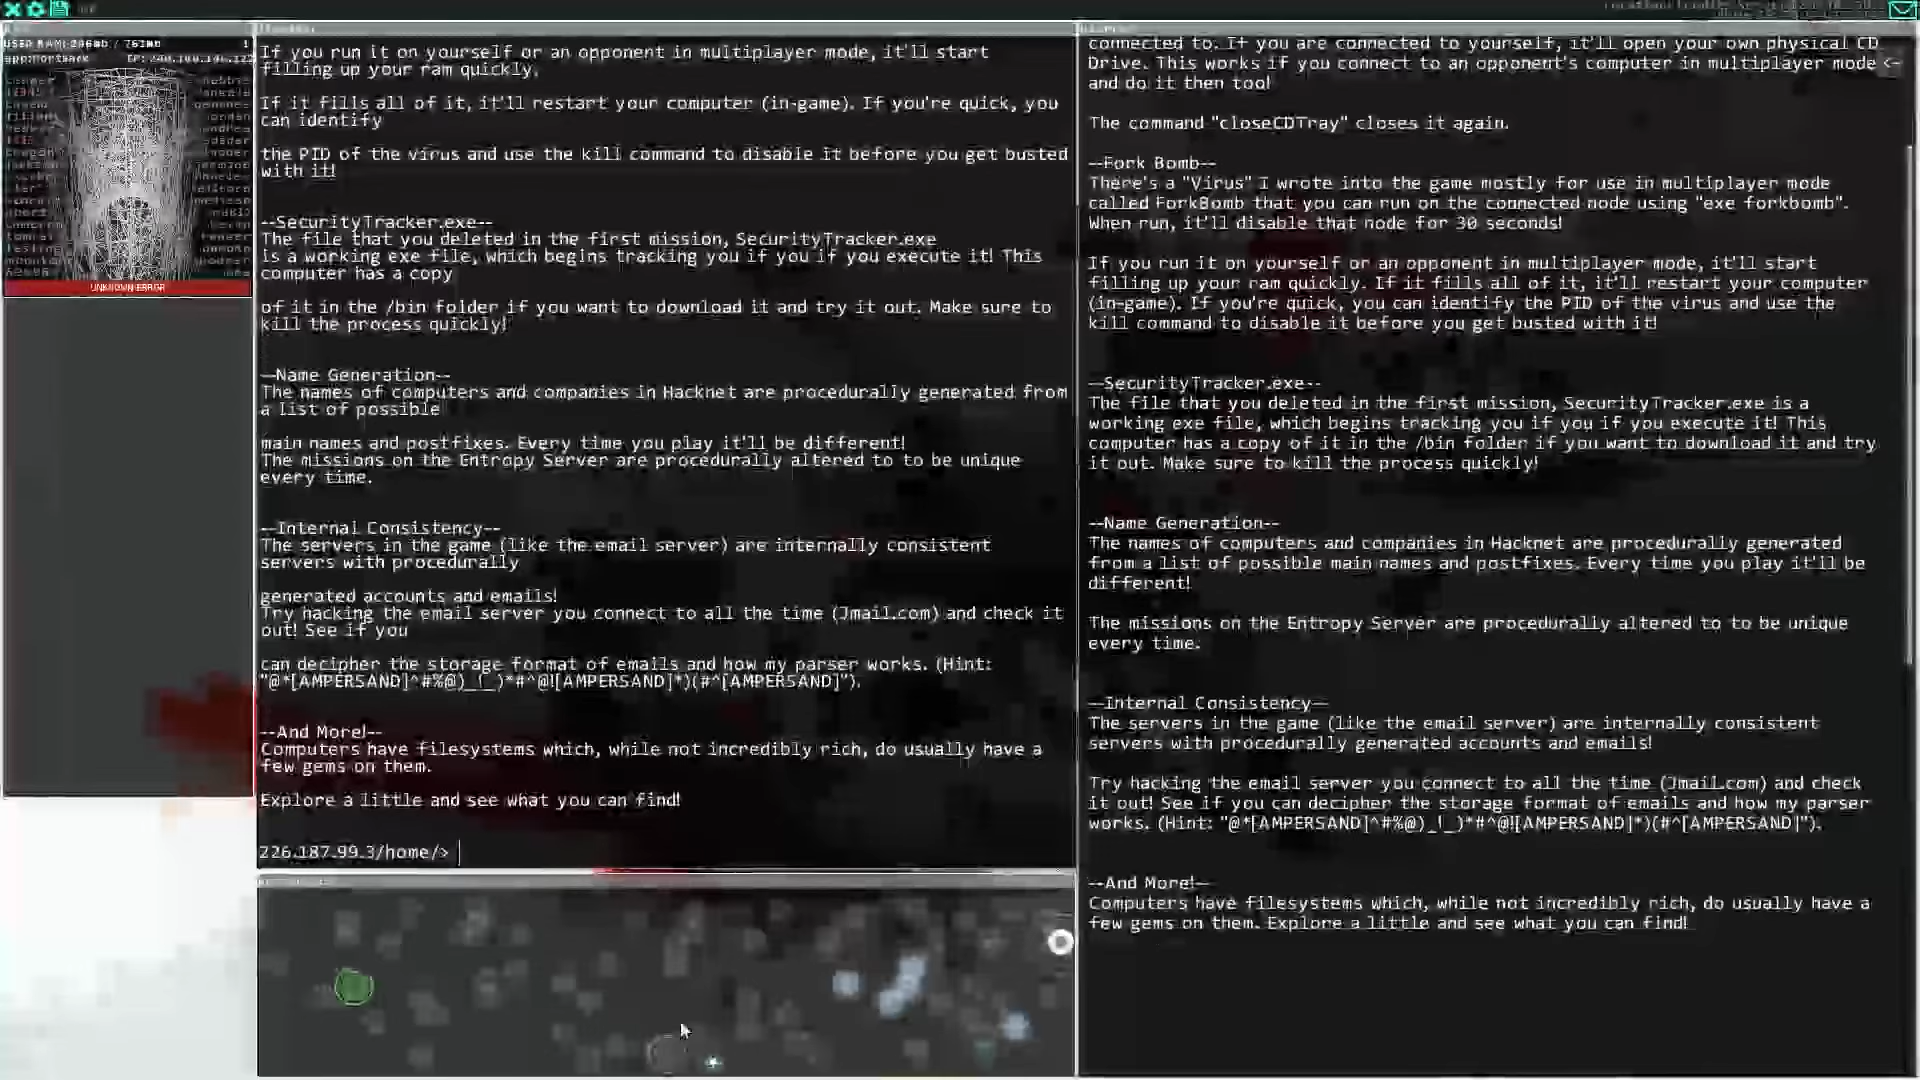 USED RAM: 1
UNKNOWN ERROR
If you run it on yourself or an opponent in multiplayer mode, it'll start
filling up your ram quickly.
If it fills all of it, it'll restart your computer (in-game). If you're quick, you
can identify
the PID of the virus and use the kill command to disable it before you get busted
with it!
--SecurityTracker.exe--
The file that you deleted in the first mission, SecurityTracker.exe
is a working exe file, which begins tracking you if you if you execute it! This
computer has a copy
of it in the /bin folder if you want to download it and try it out. Make sure to
kill the process quickly!
--Name Generation--
The names of computers and companies in Hacknet are procedurally generated from
a list of possible
main names and postfixes. Every time you play it'll be different!
The missions on the Entropy Server are procedurally altered to to be unique
every time.
--Internal Consistency--
The servers in the game (like the email server) are internally consistent
servers with procedurally
generated accounts and emails!
Try hacking the email server you connect to all the time (Jmail.com) and check it
out! See if you
can decipher the storage format of emails and how my parser works. (Hint:
"@*[AMPERSAND]^#%@)_!_)*#^@![AMPERSAND]*)(#^[AMPERSAND]").
--And More!--
Computers have filesystems which, while not incredibly rich, do usually have a
few gems on them.
Explore a little and see what you can find!
226.187.99.3/home/>
connected to. If you are connected to yourself, it'll open your own physical CD
Drive. This works if you connect to an opponent's computer in multiplayer mode <-
and do it then too!
The command "closeCDTray" closes it again.
--Fork Bomb--
There's a "Virus" I wrote into the game mostly for use in multiplayer mode
called ForkBomb that you can run on the connected node using "exe forkbomb".
When run, it'll disable that node for 30 seconds!
If you run it on yourself or an opponent in multiplayer mode, it'll start
filling up your ram quickly. If it fills all of it, it'll restart your computer
(in-game). If you're quick, you can identify the PID of the virus and use the
kill command to disable it before you get busted with it!
--SecurityTracker.exe--
The file that you deleted in the first mission, SecurityTracker.exe is a
working exe file, which begins tracking you if you if you execute it! This
computer has a copy of it in the /bin folder if you want to download it and try
it out. Make sure to kill the process quickly!
--Name Generation--
The names of computers and companies in Hacknet are procedurally generated
from a list of possible main names and postfixes. Every time you play it'll be
different!
The missions on the Entropy Server are procedurally altered to to be unique
every time.
--Internal Consistency--
The servers in the game (like the email server) are internally consistent
servers with procedurally generated accounts and emails!
Try hacking the email server you connect to all the time (Jmail.com) and check
it out! See if you can decipher the storage format of emails and how my parser
works. (Hint: "@*[AMPERSAND]^#%@)_!_)*#^@![AMPERSAND]*)(#^[AMPERSAND]").
--And More!--
Computers have filesystems which, while not incredibly rich, do usually have a
few gems on them. Explore a little and see what you can find!